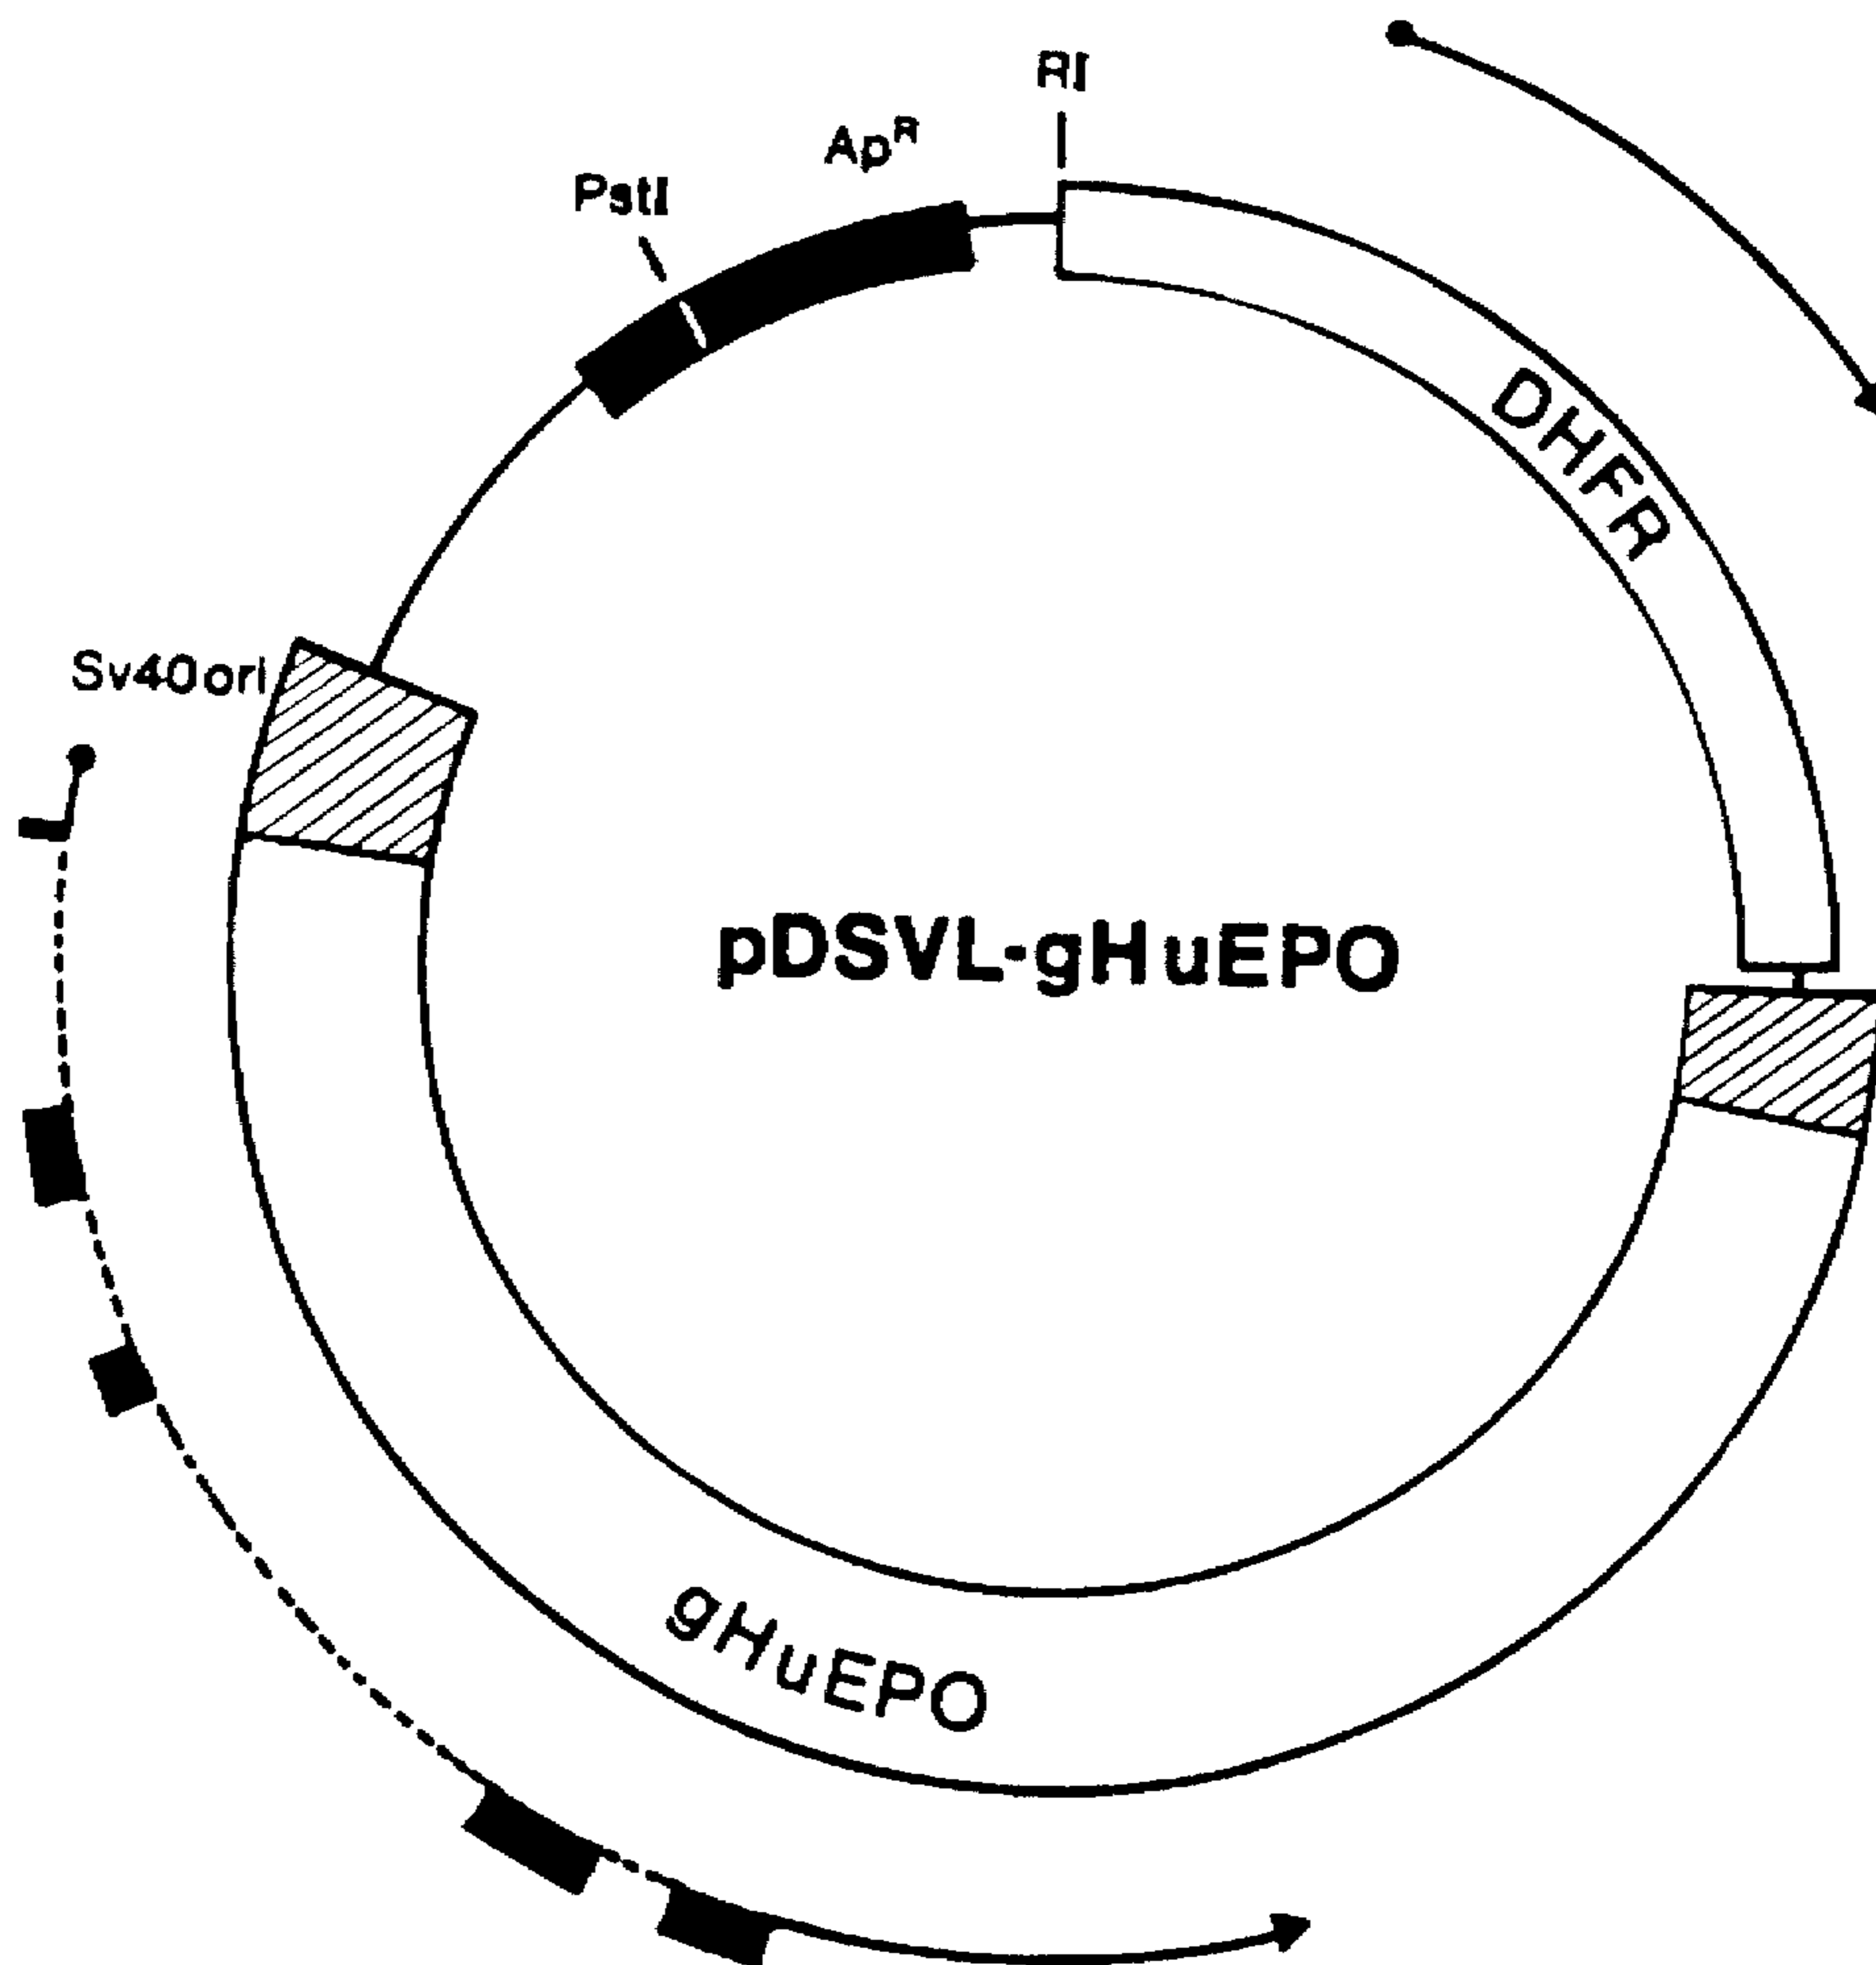 RI
Ap^R
PstI
DHFR
Sv40ori
pDSVL-gHuEPO
gHuEPO